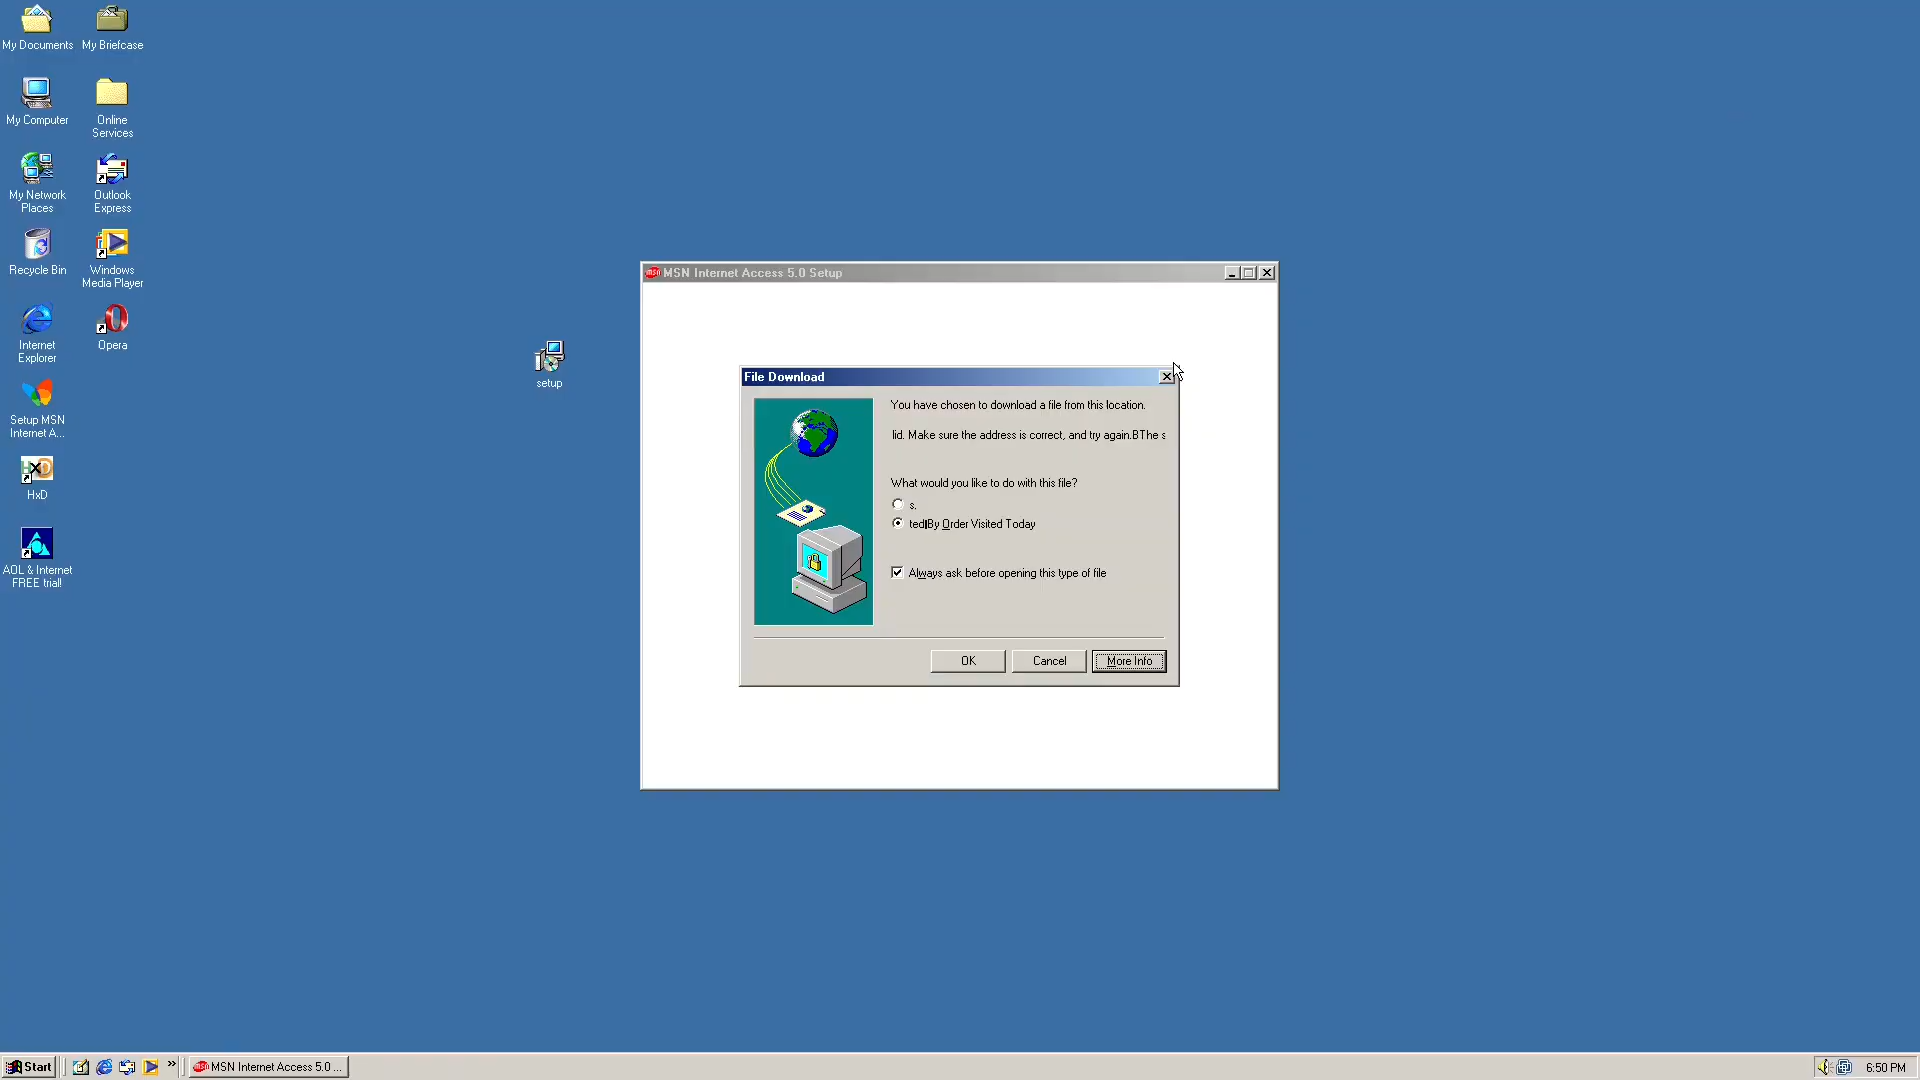 My Documents
My Briefcase
My Computer
Online
Services
My Network
Places
Outlook
Express
Recycle Bin
Windows
Media Player
Internet
Explorer
Opera
Setup MSN
Internet A...
HxD
AOL & Internet
FREE trial!
setup
msn MSN Internet Access 5.0 Setup
File Download
You have chosen to download a file from this location.
lid. Make sure the address is correct, and try again.BThe s
What would you like to do with this file?
s.
ted|By Order Visited Today
Always ask before opening this type of file
OK
Cancel
More Info
Start
»
msn MSN Internet Access 5.0 ...
6:50 PM